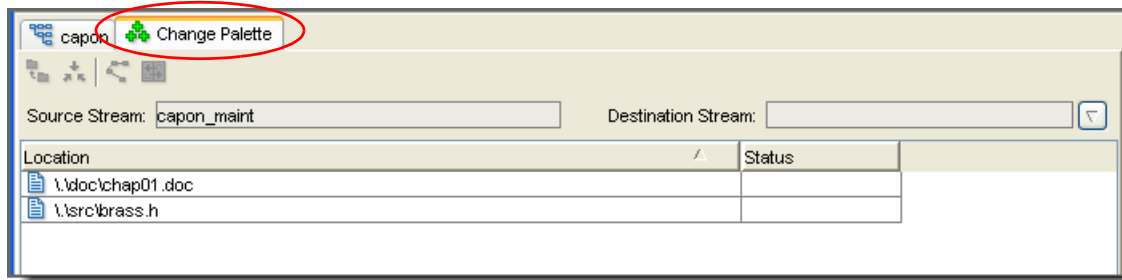 capon Change Palette
Source Stream: capon_maint Destination Stream:
Location Status
\.\doc\chap01.doc
\.\src\brass.h